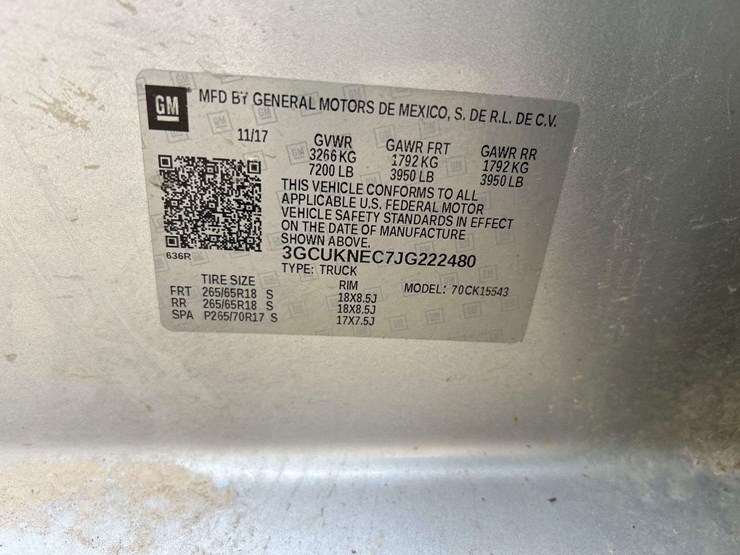 GM MFD BY GENERAL MOTORS DE MEXICO, S. DE R.L. DE C.V.
11/17 GVWR GAWR FRT GAWR RR
3266 KG 1792 KG 1792 KG
7200 LB 3950 LB 3950 LB
THIS VEHICLE CONFORMS TO ALL
APPLICABLE U.S. FEDERAL MOTOR
VEHICLE SAFETY STANDARDS IN EFFECT
ON THE DATE OF MANUFACTURE
SHOWN ABOVE.
636R
3GCUKNEC7JG222480
TYPE: TRUCK
TIRE SIZE RIM MODEL: 70CK15543
FRT 265/65R18 S 18X8.5J
RR 265/65R18 S 18X8.5J
SPA P265/70R17 S 17X7.5J